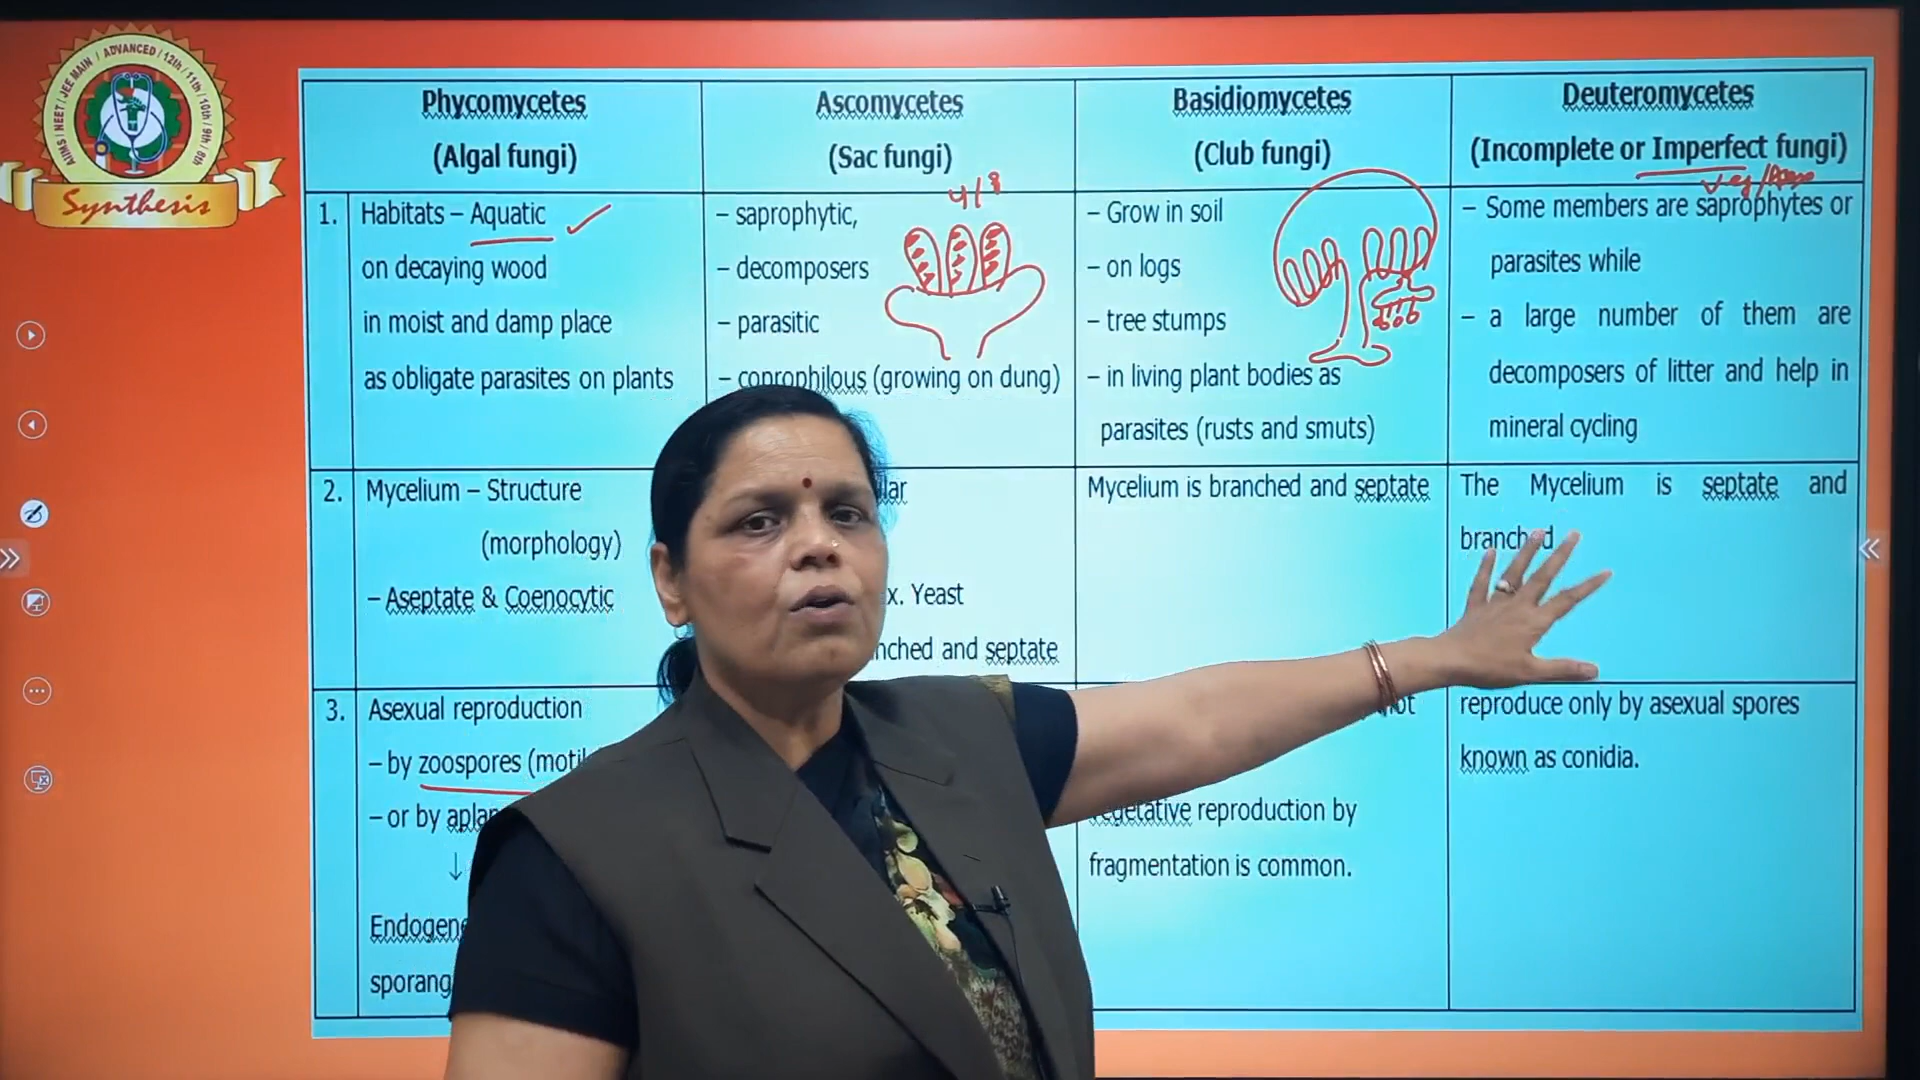 AIIMS / NEET / JEE MAIN / ADVANCED / 12th / 11th / 10th / 9th / 8th
Synthesis
Phycomycetes
(Algal fungi)
Ascomycetes
(Sac fungi)
Basidiomycetes
(Club fungi)
Deuteromycetes
(Incomplete or Imperfect fungi)
1.
Habitats – Aquatic
on decaying wood
in moist and damp place
as obligate parasites on plants
4/8
– saprophytic,
– decomposers
– parasitic
– coprophilous (growing on dung)
– Grow in soil
– on logs
– tree stumps
– in living plant bodies as
parasites (rusts and smuts)
– Some members are saprophytes or
parasites while
– a large number of them are
decomposers of litter and help in
mineral cycling
2.
Mycelium – Structure
(morphology)
– Aseptate & Coenocytic
x. Yeast
nched and septate
Mycelium is branched and septate
The Mycelium is septate and
branched
3.
Asexual reproduction
– by zoospores (motil
– or by aplan
↓
Endogen
sporang
vegetative reproduction by
fragmentation is common.
reproduce only by asexual spores
known as conidia.